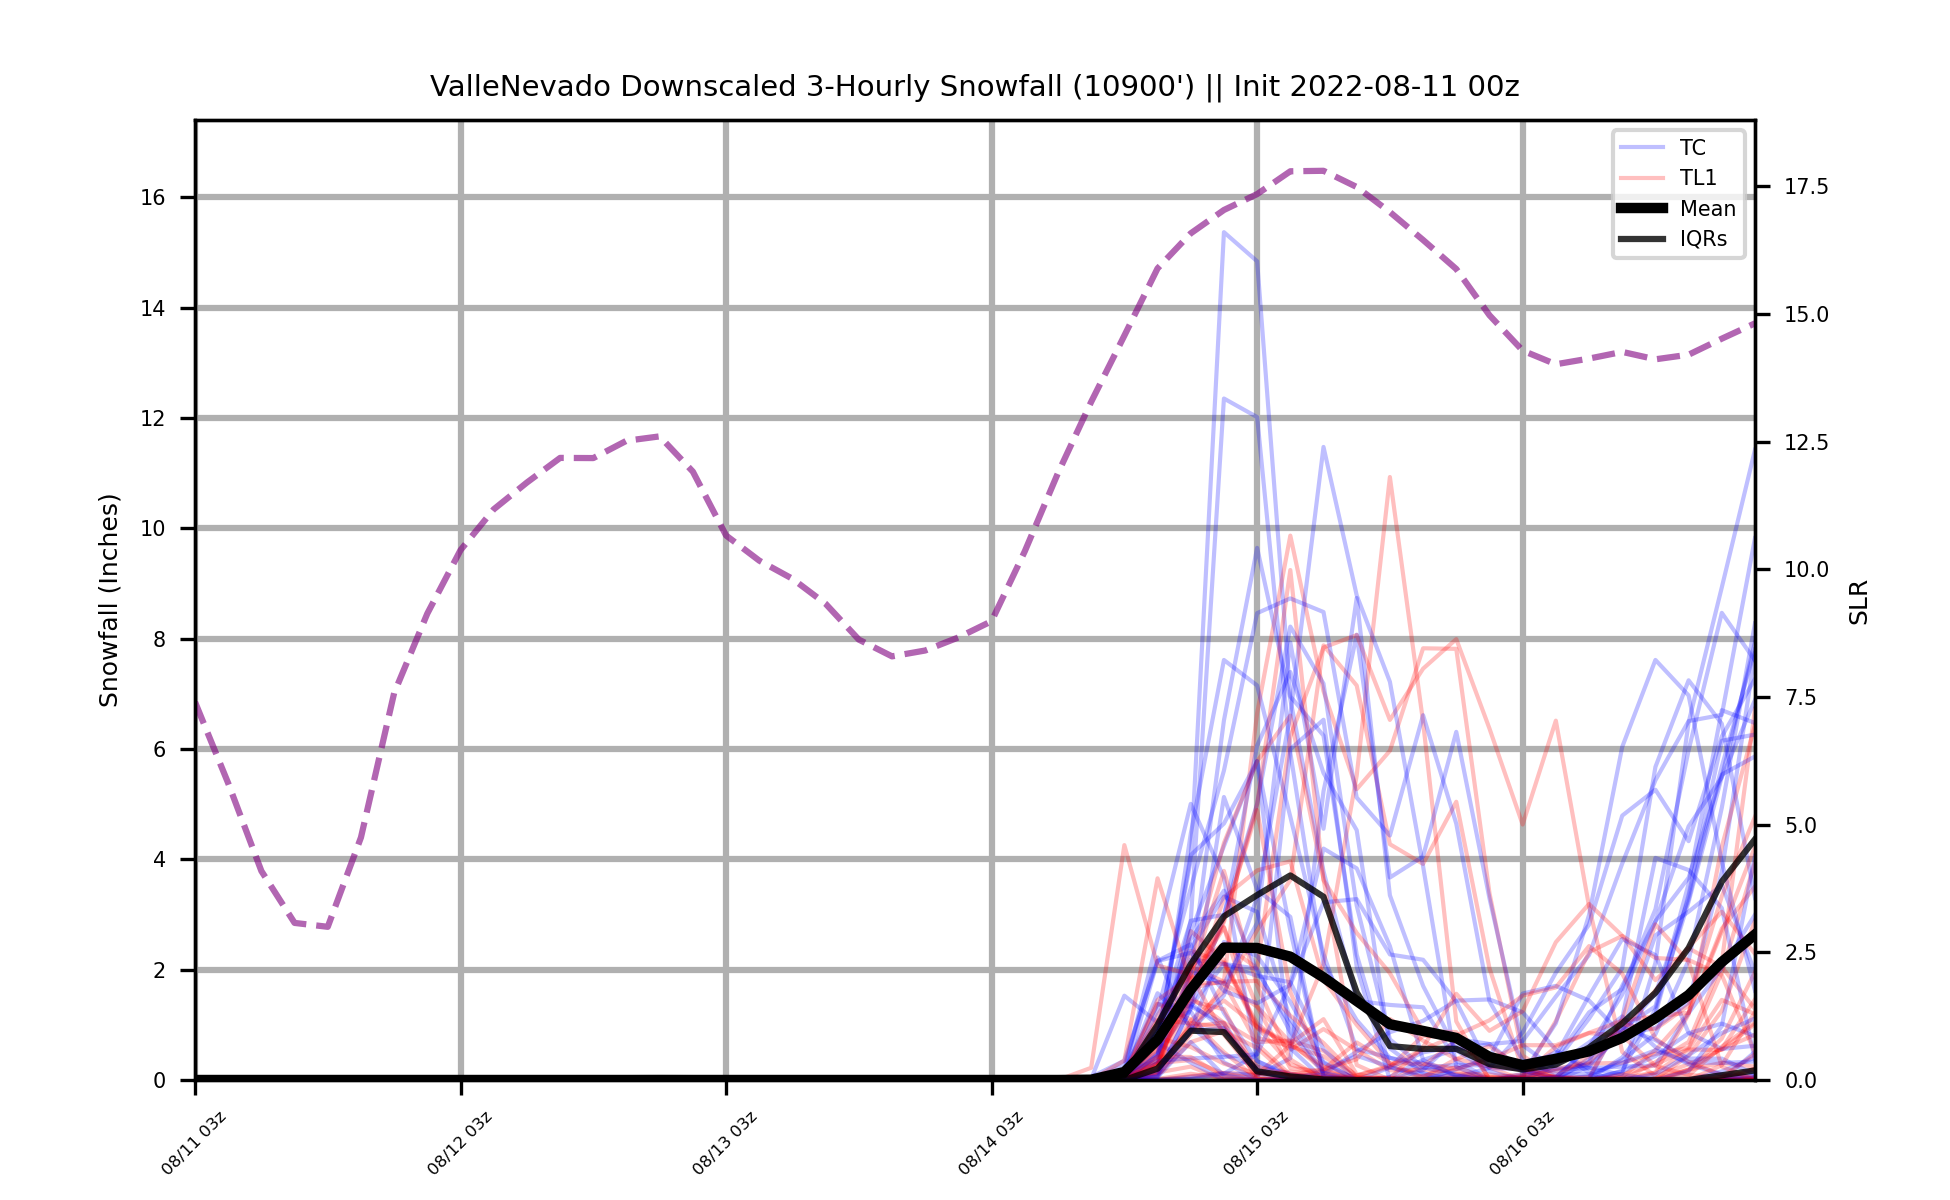 ValleNevado Downscaled 3-Hourly Snowfall (10900') || Init 2022-08-11 00z
TC
TL1
Mean
IQRs
16
14
12
10
8
6
4
2
0
Snowfall (Inches)
17.5
15.0
12.5
10.0
7.5
5.0
2.5
0.0
SLR
08/11 03z
08/12 03z
08/13 03z
08/14 03z
08/15 03z
08/16 03z